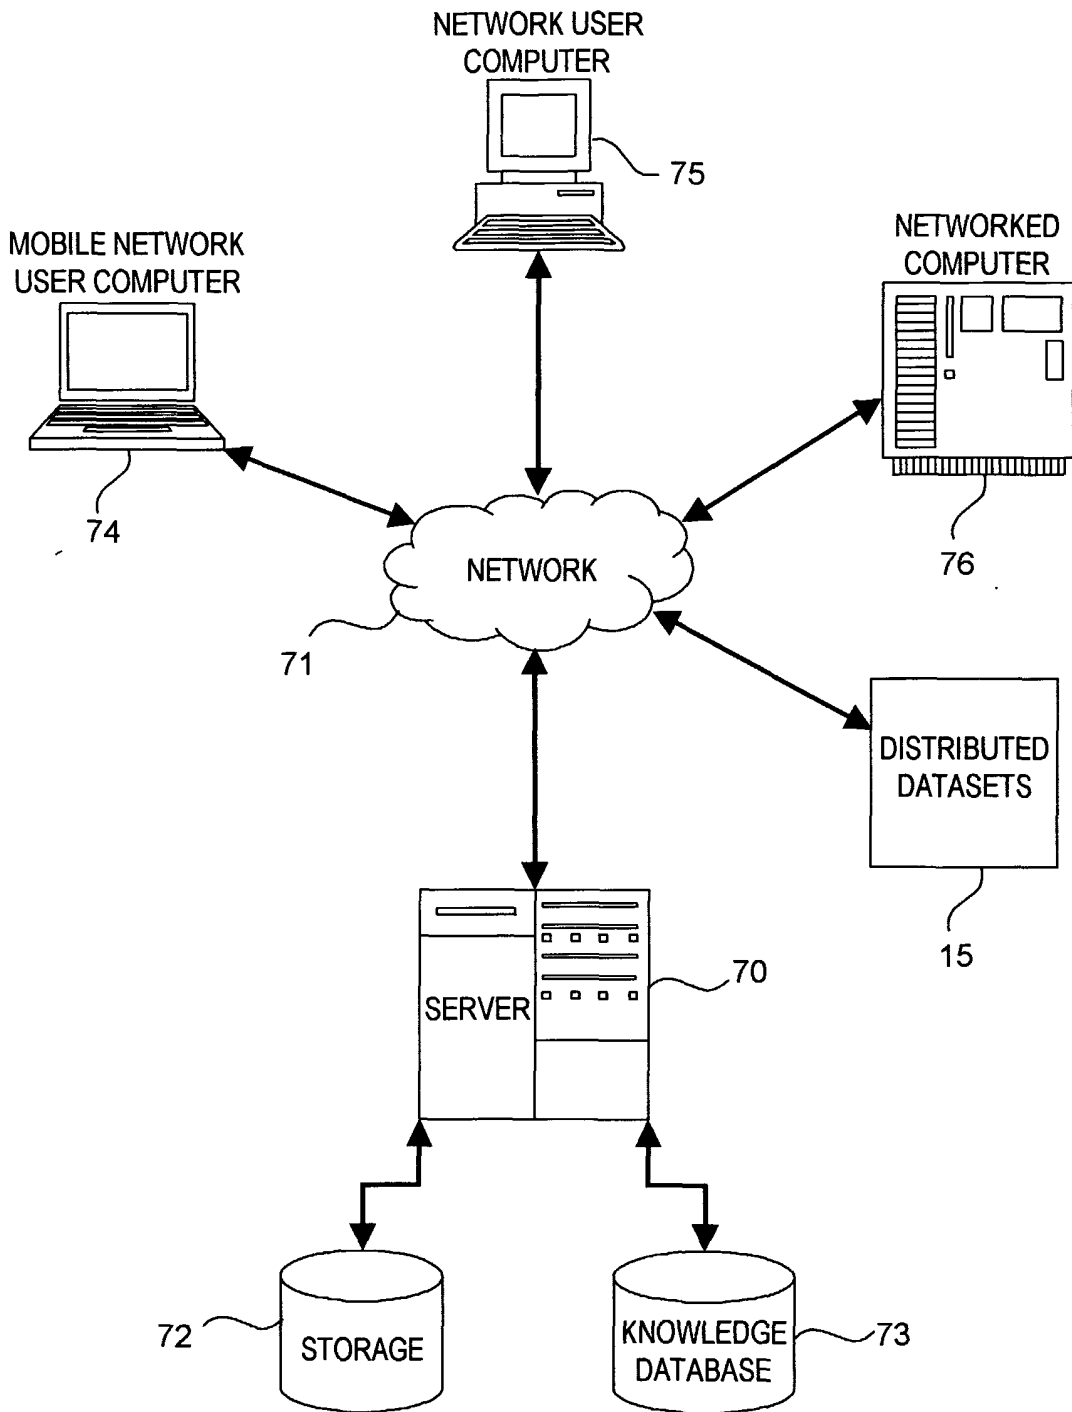 NETWORK USER
COMPUTER
75
MOBILE NETWORK
USER COMPUTER
NETWORKED
COMPUTER
74
76
NETWORK
71
DISTRIBUTED
DATASETS
15
70
SERVER
72
STORAGE
KNOWLEDGE
DATABASE
73